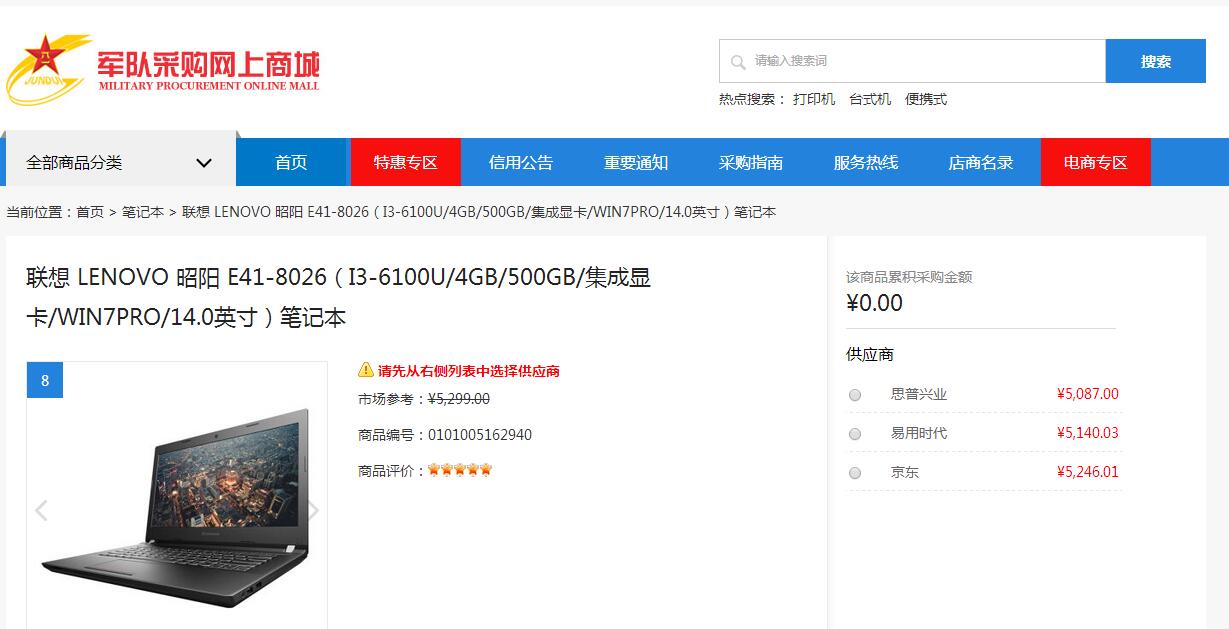 军队采购网上商城
MILITARY PROCUREMENT ONLINE MALL
JUNDUI
请输入搜索词
搜索
热点搜索： 打印机 台式机 便携式
全部商品分类
首页
特惠专区
信用公告
重要通知
采购指南
服务热线
店商名录
电商专区
当前位置：首页 > 笔记本 > 联想 LENOVO 昭阳 E41-8026（I3-6100U/4GB/500GB/集成显卡/WIN7PRO/14.0英寸）笔记本
联想 LENOVO 昭阳 E41-8026（I3-6100U/4GB/500GB/集成显
卡/WIN7PRO/14.0英寸）笔记本
8
请先从右侧列表中选择供应商
市场参考：¥5,299.00
商品编号：0101005162940
商品评价：
该商品累积采购金额
¥0.00
供应商
思普兴业 ¥5,087.00
易用时代 ¥5,140.03
京东 ¥5,246.01